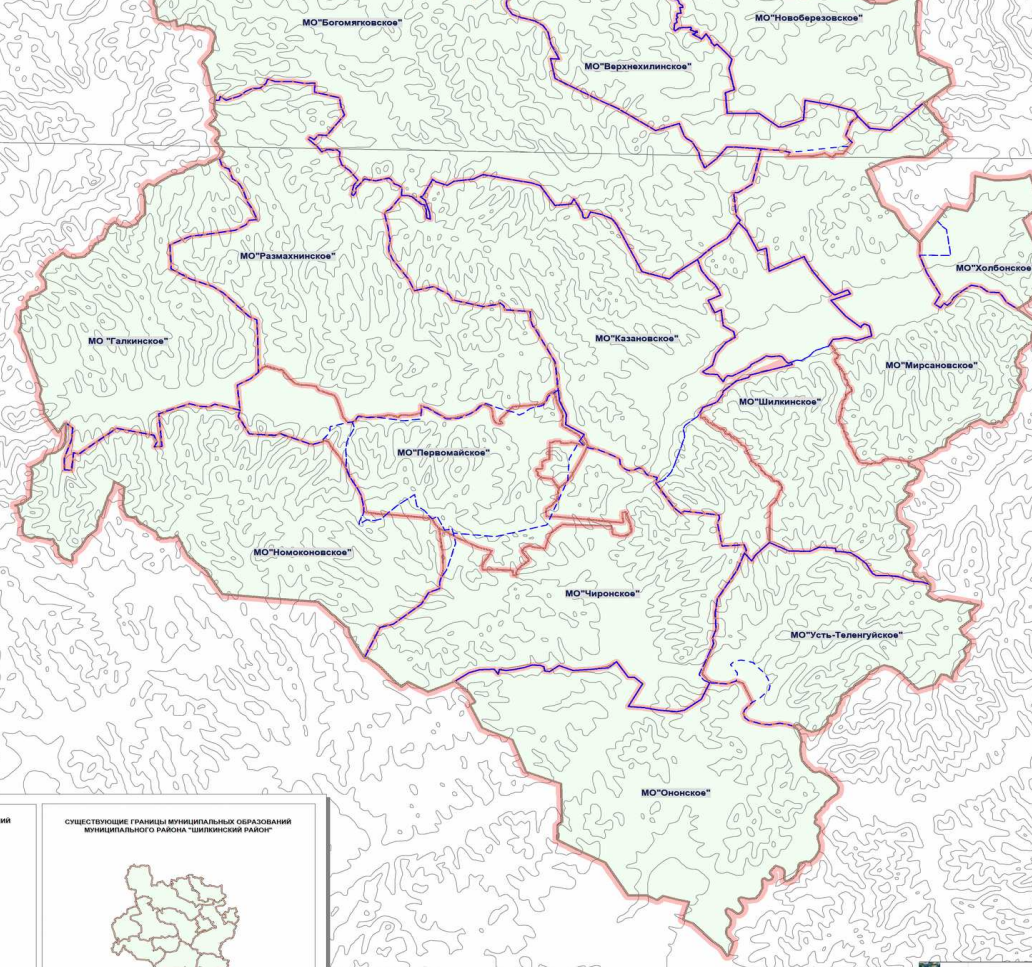 МО"Богомягковское"
МО"Новоберезовское"
МО"Верхнехилинское"
МО"Размахнинское"
МО"Холбонское
МО "Галкинское"
МО"Казановское"
МО"Мирсановское"
МО"Шилкинское"
МО"Первомайское"
МО"Номоконовское"
МО"Чиронское"
МО"Усть-Теленгуйское"
МО"Ононское"
ИЙ
СУЩЕСТВУЮЩИЕ ГРАНИЦЫ МУНИЦИПАЛЬНЫХ ОБРАЗОВАНИЙ
МУНИЦИПАЛЬНОГО РАЙОНА "ШИЛКИНСКИЙ РАЙОН"